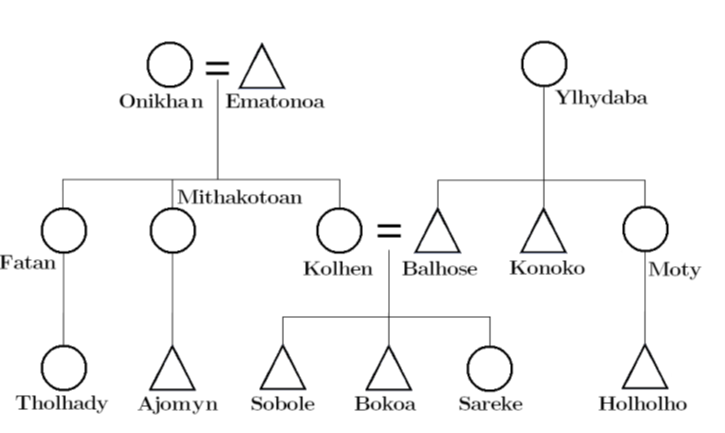 Onikhan
Ematonoa
Ylhydaba
Mithakotoan
Fatan
Kolhen
Balhose
Konoko
Moty
Tholhady
Ajomyn
Sobole
Bokoa
Sareke
Holholho